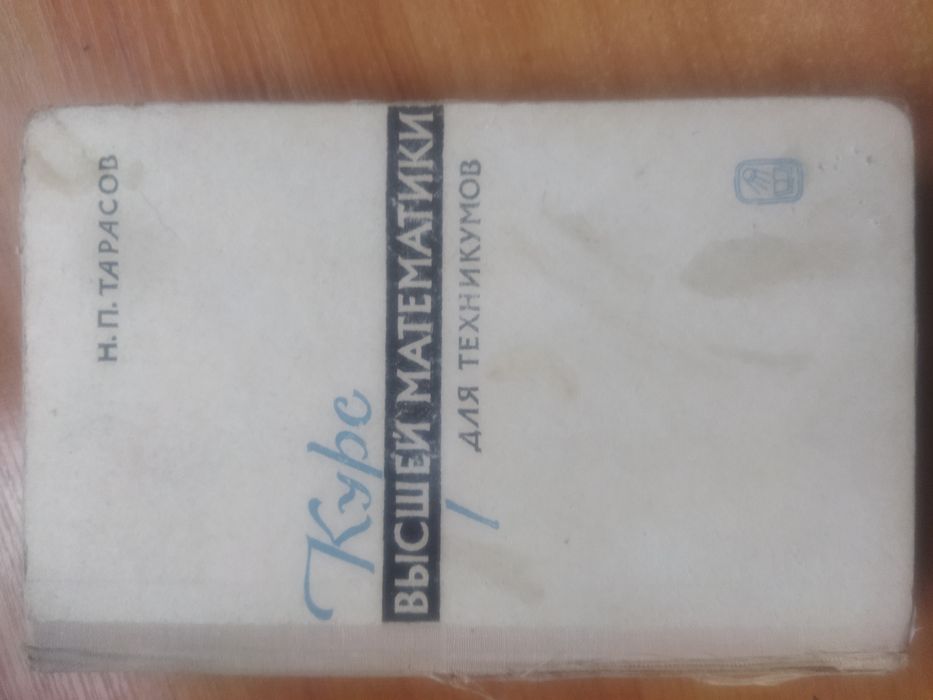 Н. П. ТАРАСОВ
Курс
ВЫСШЕЙ МАТЕМАТИКИ
ДЛЯ ТЕХНИКУМОВ